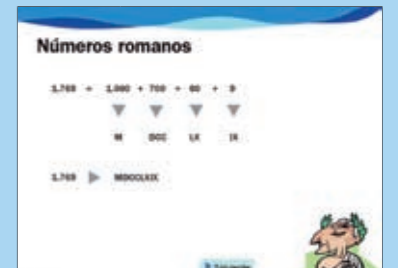 Números romanos
1.769 = 1.000 + 700 + 60 + 9
M DCC LX IX
1.769 MDCCLXIX